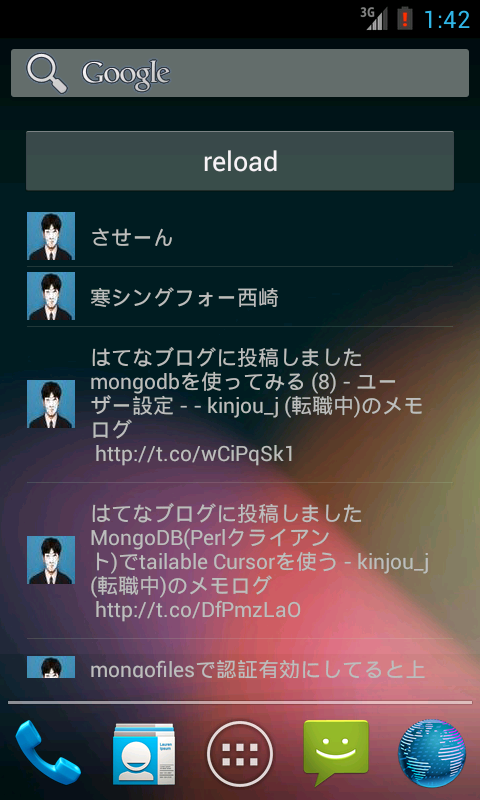 3G
1:42
Google
reload
させーん
寒シングフォー西崎
はてなブログに投稿しました
mongodbを使ってみる (8) - ユー
ザー設定 - - kinjou_j (転職中)のメモ
ログ
http://t.co/wCiPqSk1
はてなブログに投稿しました
MongoDB(Perlクライアン
ト)でtailable Cursorを使う - kinjou_j
(転職中)のメモログ
http://t.co/DfPmzLaO
mongofilesで認証有効にしてると上